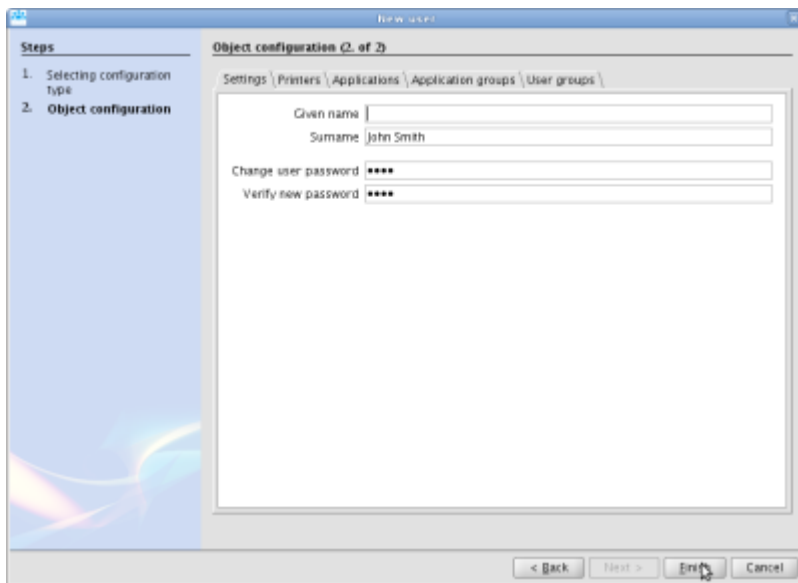 New user
Steps
1. Selecting configuration
type
2. Object configuration
Object configuration (2. of 2)
Settings \ Printers \ Applications \ Application groups \ User groups \
Given name
Surname John Smith
Change user password ••••
Verify new password ••••
< Back Next > Finish Cancel